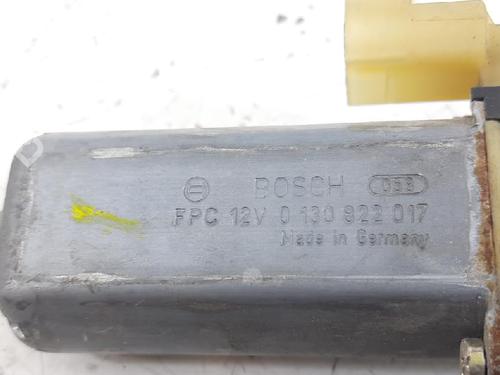 BOSCH
FPC 12V 0 130 822 017
Made in Germany